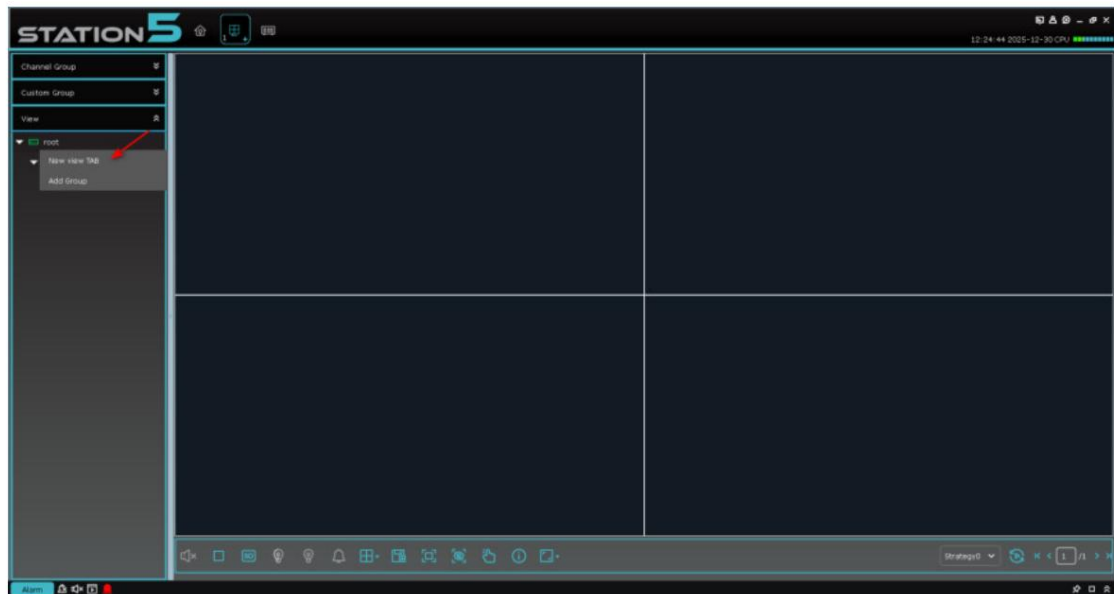 STATION5
1
12:24:44 2025-12-30 CPU
Channel Group
Custom Group
View
root
New view TAB
Add Group
Strategy0
1 /1
Alarm